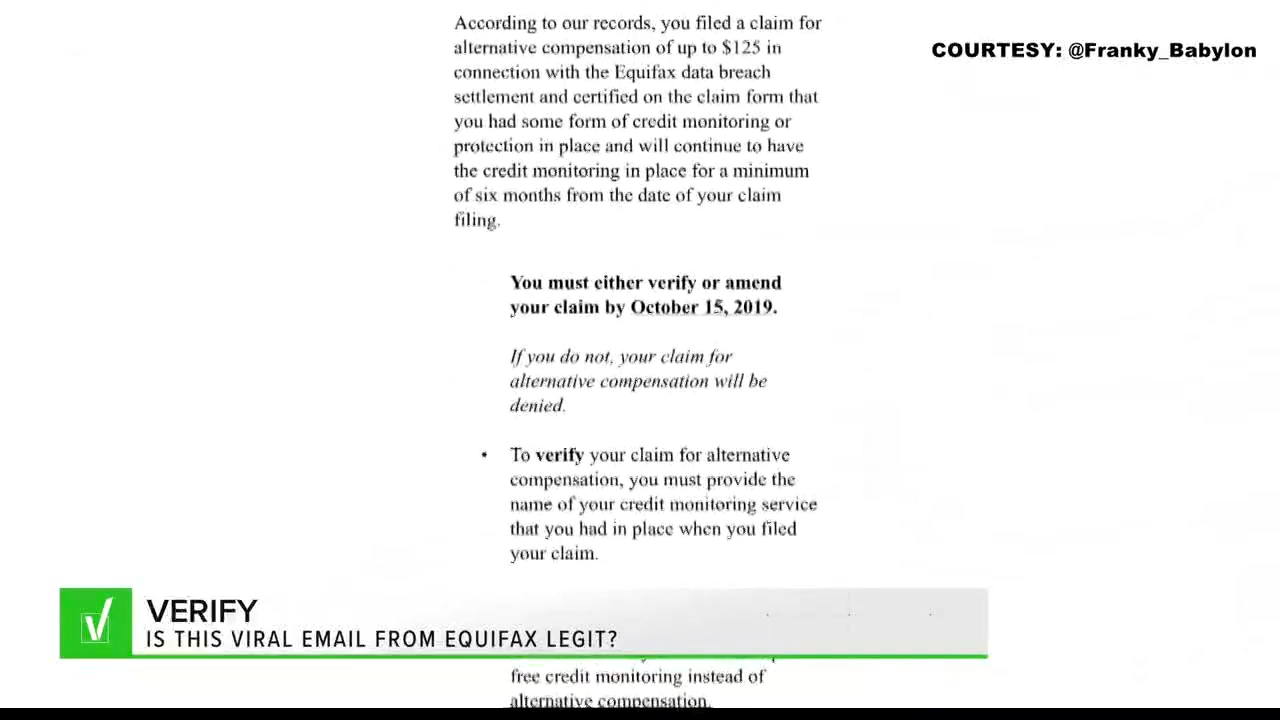 According to our records, you filed a claim for
alternative compensation of up to $125 in
connection with the Equifax data breach
settlement and certified on the claim form that
you had some form of credit monitoring or
protection in place and will continue to have
the credit monitoring in place for a minimum
of six months from the date of your claim
filing.
COURTESY: @Franky_Babylon
You must either verify or amend
your claim by October 15, 2019.
If you do not, your claim for
alternative compensation will be
denied.
• To verify your claim for alternative
compensation, you must provide the
name of your credit monitoring service
that you had in place when you filed
your claim.
VERIFY
IS THIS VIRAL EMAIL FROM EQUIFAX LEGIT?
free credit monitoring instead of
alternative compensation.